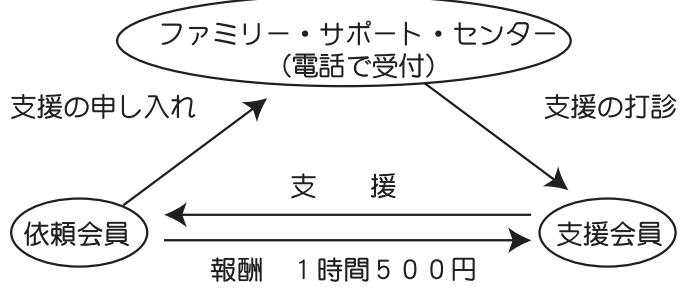 ファミリー・サポート・センター
（電話で受付）
支援の申し入れ
支援の打診
支　　援
依頼会員
支援会員
報酬　１時間５００円